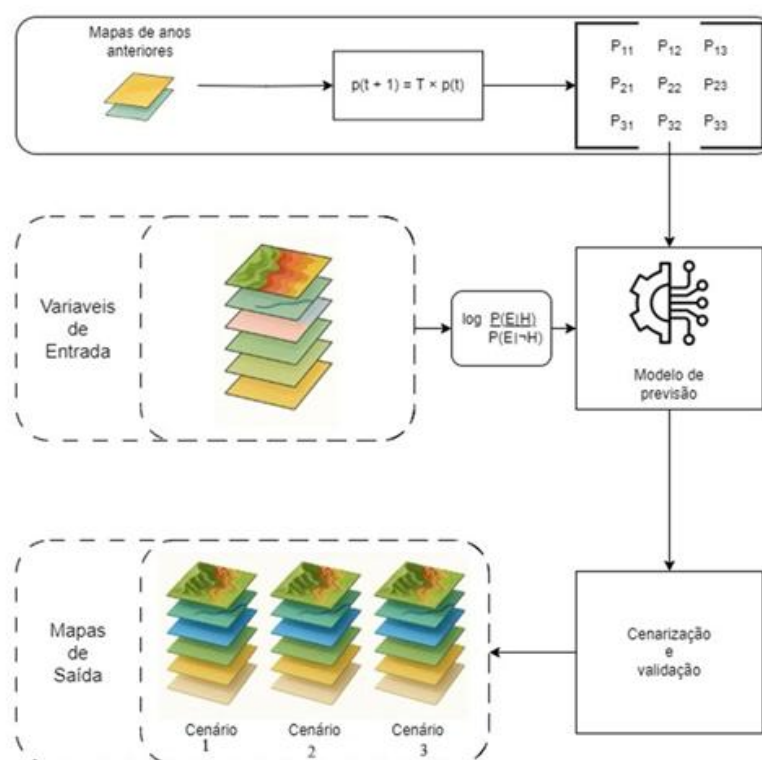 Mapas de anos
anteriores
p(t + 1) = T × p(t)
P11 P12 P13
P21 P22 P23
P31 P32 P33
Variaveis
de
Entrada
log P(E|H)
P(E|¬H)
Modelo de
previsão
Mapas
de
Saída
Cenário
1
Cenário
2
Cenário
3
Cenarização
e
validação